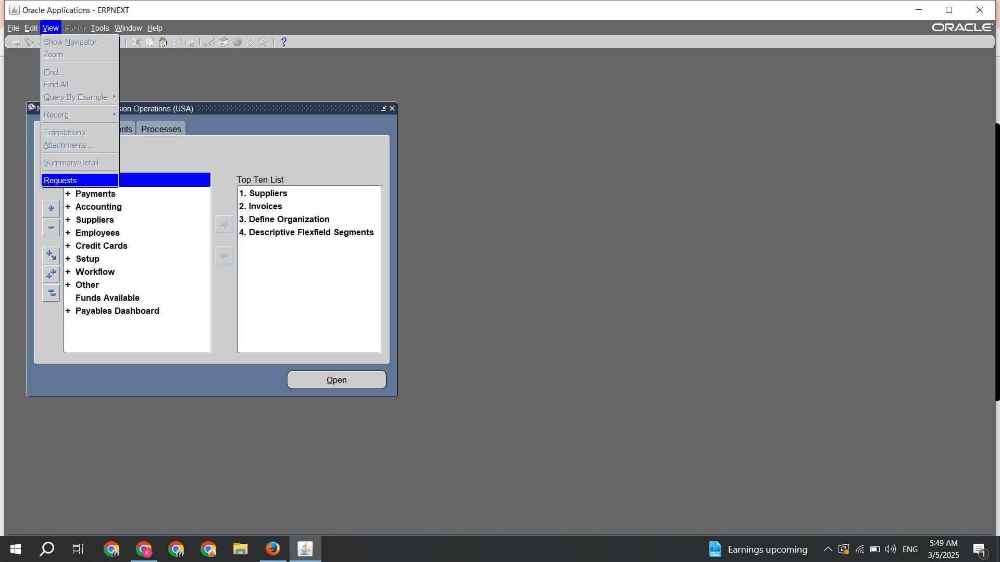 Oracle Applications - ERPNEXT
File Edit View Folder Tools Window Help
ORACLE
Show Navigator
Zoom
Find...
Find All
Query By Example
Record
Translations...
Attachments...
Summary/Detail
Requests
sion Operations (USA)
ents Processes
+ Payments
+ Accounting
+ Suppliers
+ Employees
+ Credit Cards
+ Setup
+ Workflow
+ Other
Funds Available
+ Payables Dashboard
Top Ten List
1. Suppliers
2. Invoices
3. Define Organization
4. Descriptive Flexfield Segments
Open
Earnings upcoming
ENG
5:49 AM
3/5/2025
1